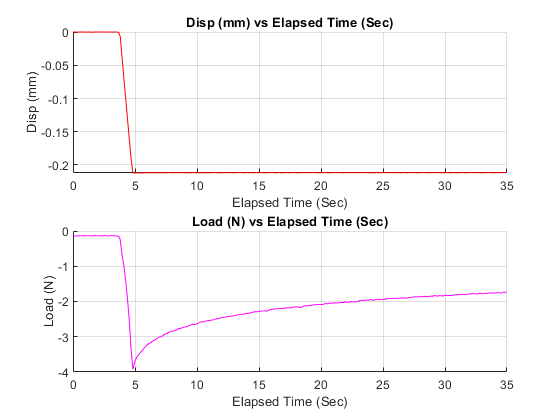 Disp (mm) vs Elapsed Time (Sec)
0
-0.05
-0.1
-0.15
-0.2
Disp (mm)
0 5 10 15 20 25 30 35
Elapsed Time (Sec)
Load (N) vs Elapsed Time (Sec)
0
-1
-2
-3
-4
Load (N)
0 5 10 15 20 25 30 35
Elapsed Time (Sec)